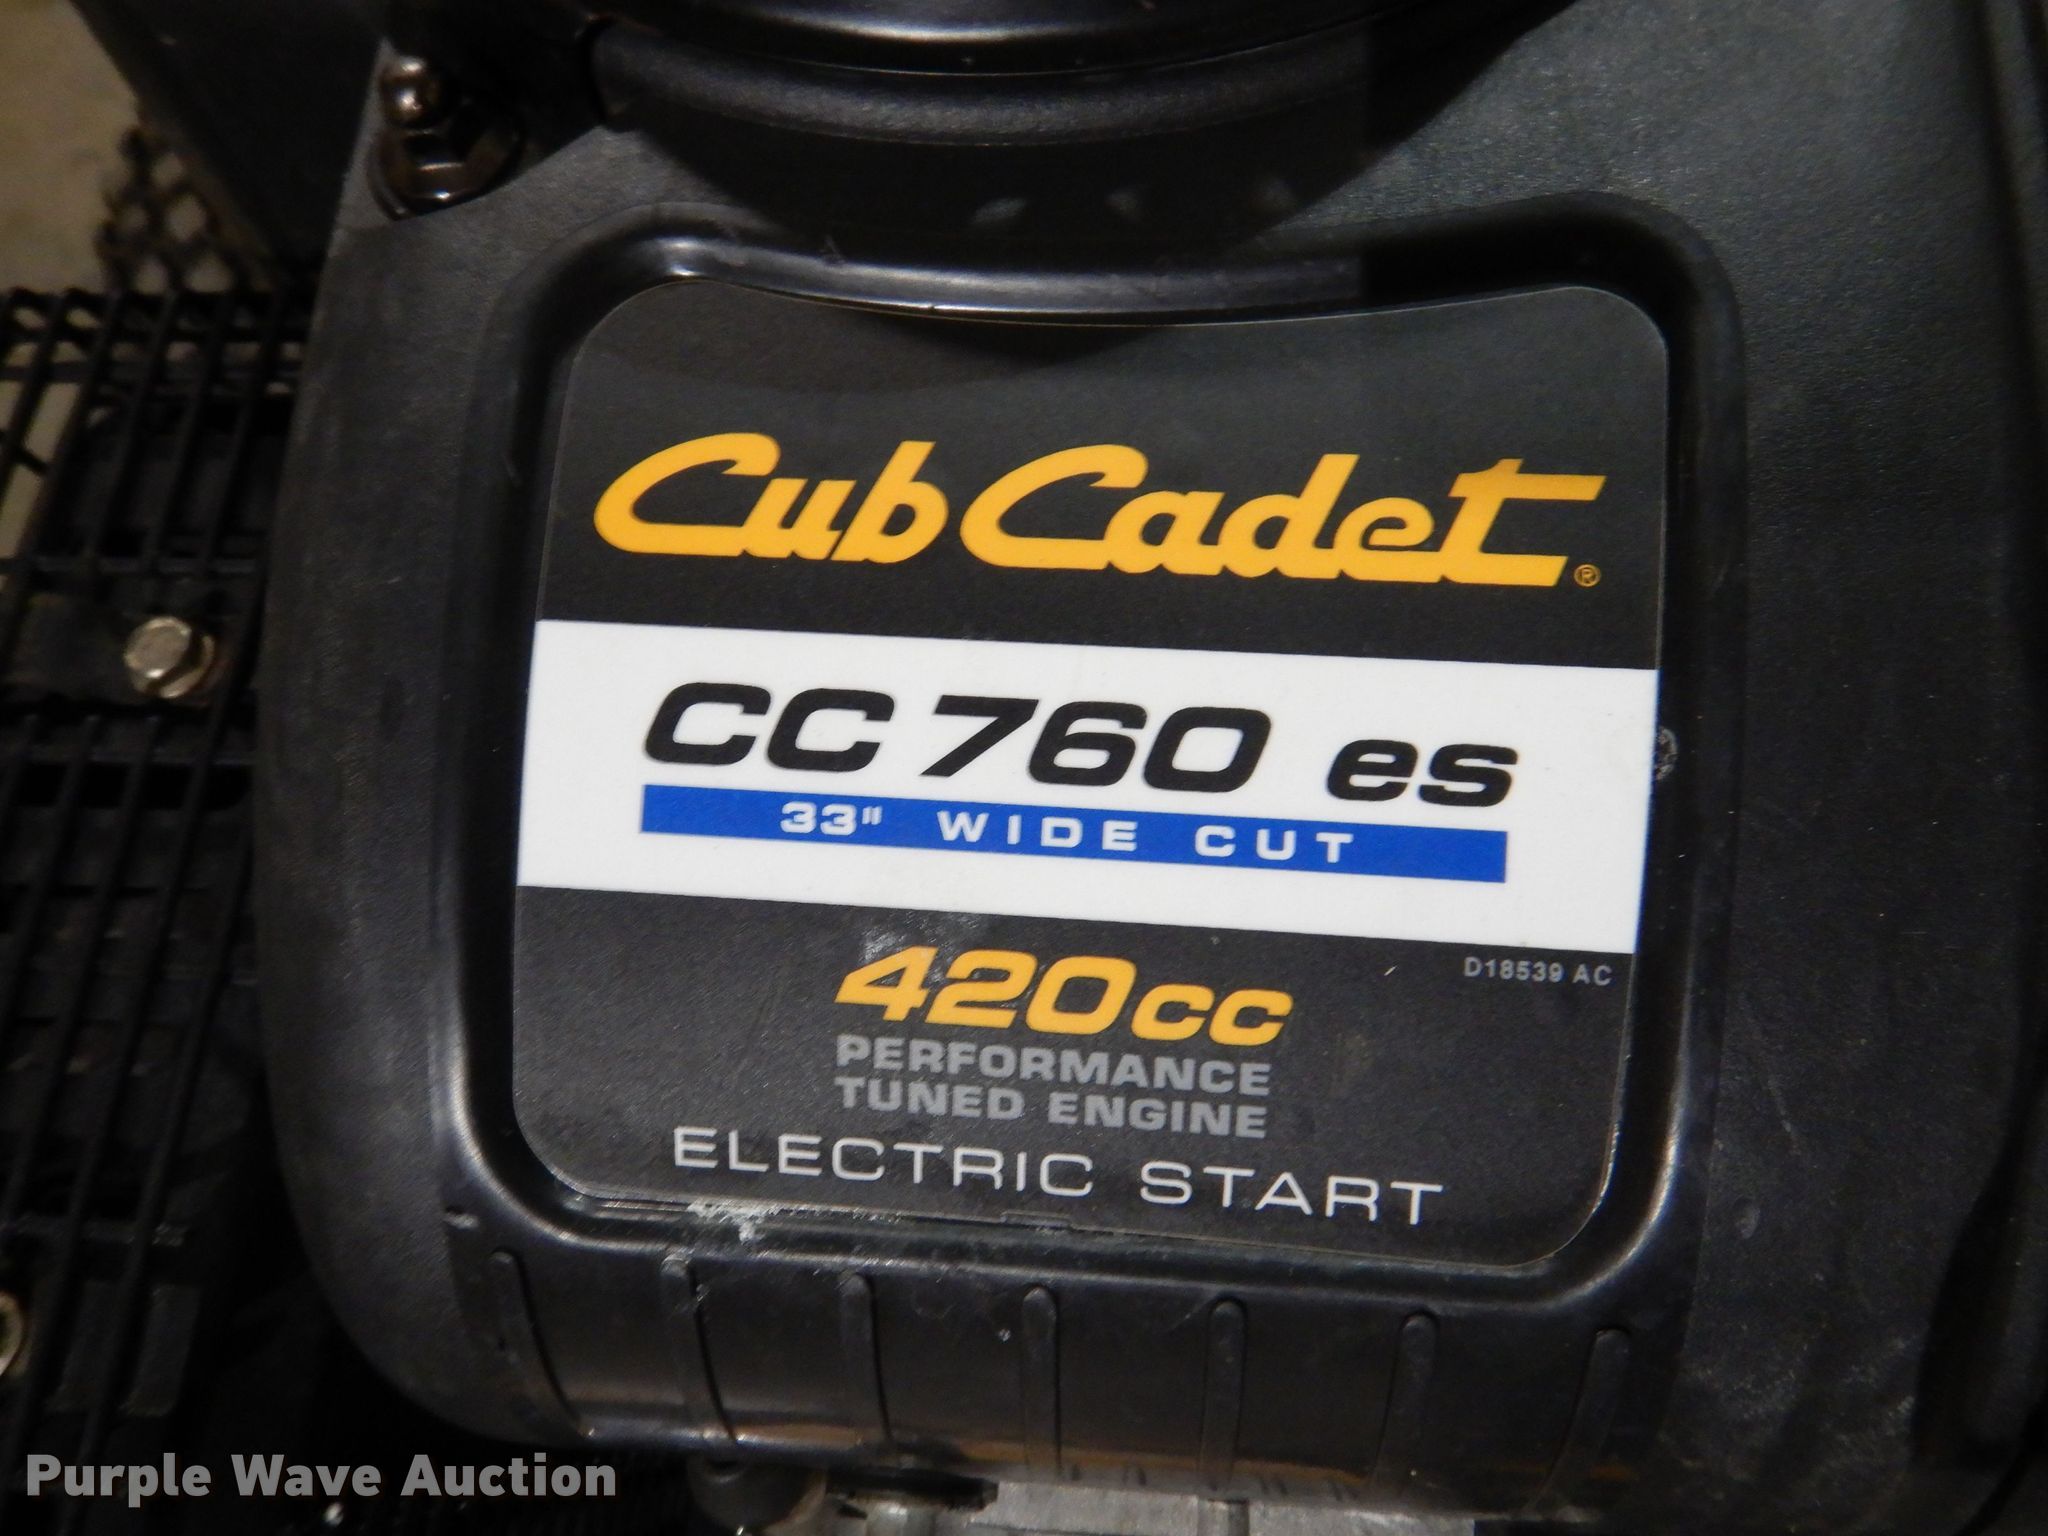 Cub Cadet®
CC 760 es
33" WIDE CUT
D18539 AC
420cc
PERFORMANCE
TUNED ENGINE
ELECTRIC START
Purple Wave Auction